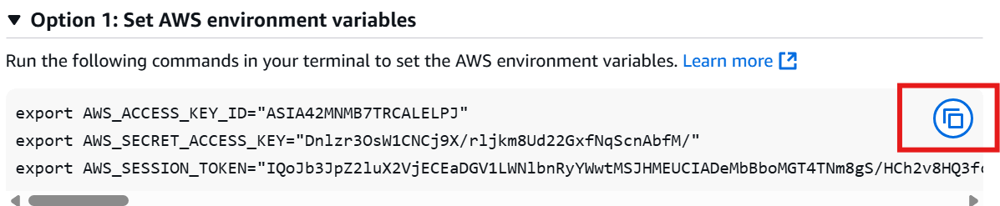 ▼ Option 1: Set AWS environment variables
Run the following commands in your terminal to set the AWS environment variables. Learn more
export AWS_ACCESS_KEY_ID="ASIA42MNMB7TRCALELPJ"
export AWS_SECRET_ACCESS_KEY="Dnlzr3OsW1CNCj9X/rljkm8Ud22GxfNqScnAbfM/"
export AWS_SESSION_TOKEN="IQoJb3JpZ2luX2VjECEaDGV1LWNlbnRyYWwtMSJHMEUCIADeMbBboMGT4TNm8gS/HCh2v8HQ3f